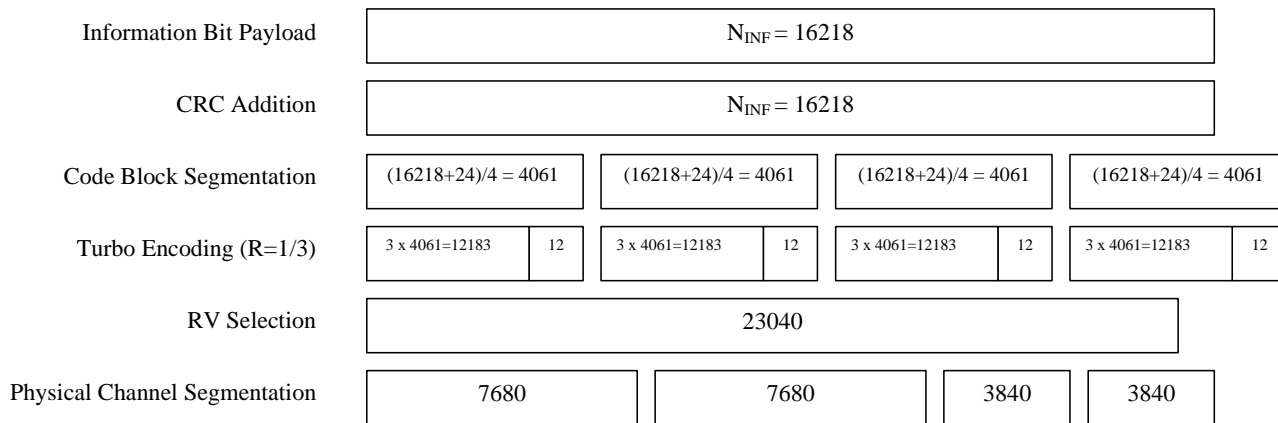 Information Bit Payload N_INF = 16218
CRC Addition N_INF = 16218
Code Block Segmentation (16218+24)/4 = 4061 (16218+24)/4 = 4061 (16218+24)/4 = 4061 (16218+24)/4 = 4061
Turbo Encoding (R=1/3) 3 x 4061=12183 12 3 x 4061=12183 12 3 x 4061=12183 12 3 x 4061=12183 12
RV Selection 23040
Physical Channel Segmentation 7680 7680 3840 3840